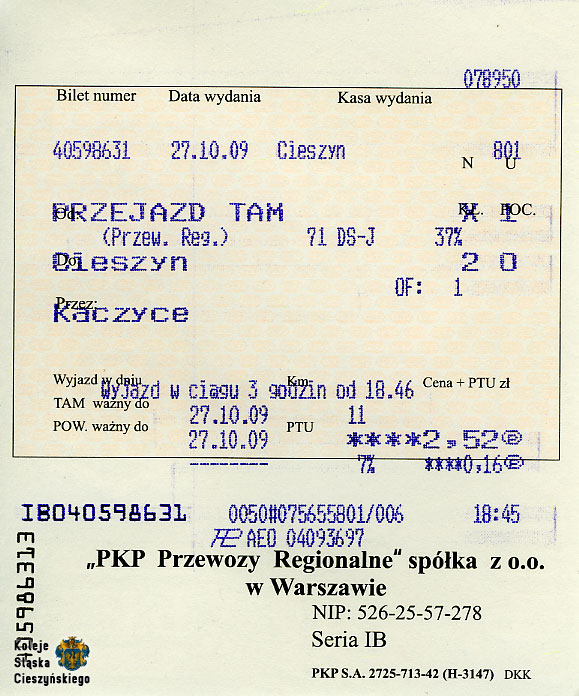 078950
Bilet numer Data wydania Kasa wydania
40598631 27.10.09 Cieszyn 801
N U
Od: PRZEJAZD TAM X 1
KL. POC.
(Przew. Reg.) 71 DS-J 37%
Do: Cieszyn 2 0
OF: 1
Przez: Kaczyce
Wyjazd w dniu Km Cena + PTU zł
Wyjazd w ciągu 3 godzin od 18.46
TAM ważny do 27.10.09 11
POW. ważny do 27.10.09 PTU ****2,52
-------- 7% ****0,16
IB040598631 0050#075655801/006 18:45
AEO 04093697
„PKP Przewozy Regionalne“ spółka z o.o.
w Warszawie
NIP: 526-25-57-278
Seria IB
PKP S.A. 2725-713-42 (H-3147) DKK
405986313
Koleje
Śląska
Cieszyńskiego